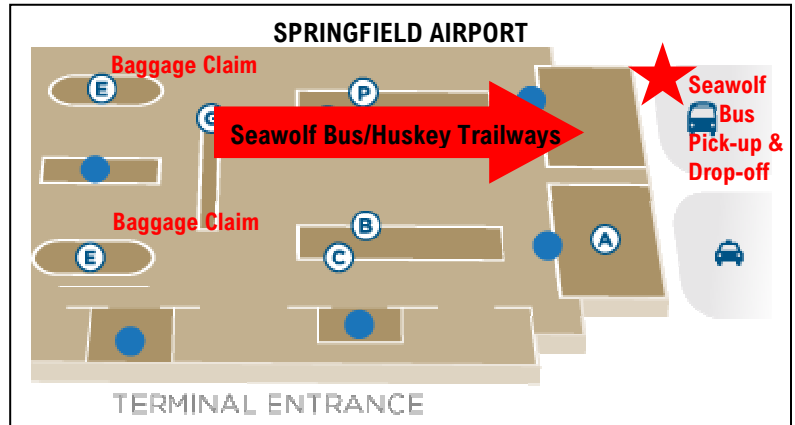 SPRINGFIELD AIRPORT
Baggage Claim
E
P
G
Seawolf Bus/Huskey Trailways
Seawolf
Bus
Pick-up &
Drop-off
Baggage Claim
B
A
E
C
TERMINAL ENTRANCE